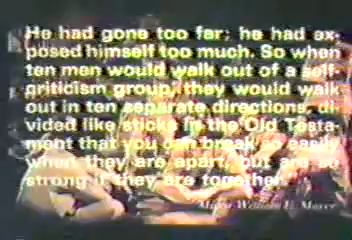 He had gone too far; he had ex-
posed himself too much. So when
ten men would walk out of a self-
criticism group, they would walk
out in ten separate directions, di-
vided like sticks in the Old Testa-
ment that you can break so easily
when they are apart, but are so
strong if they are together."
Major William E. Mayer